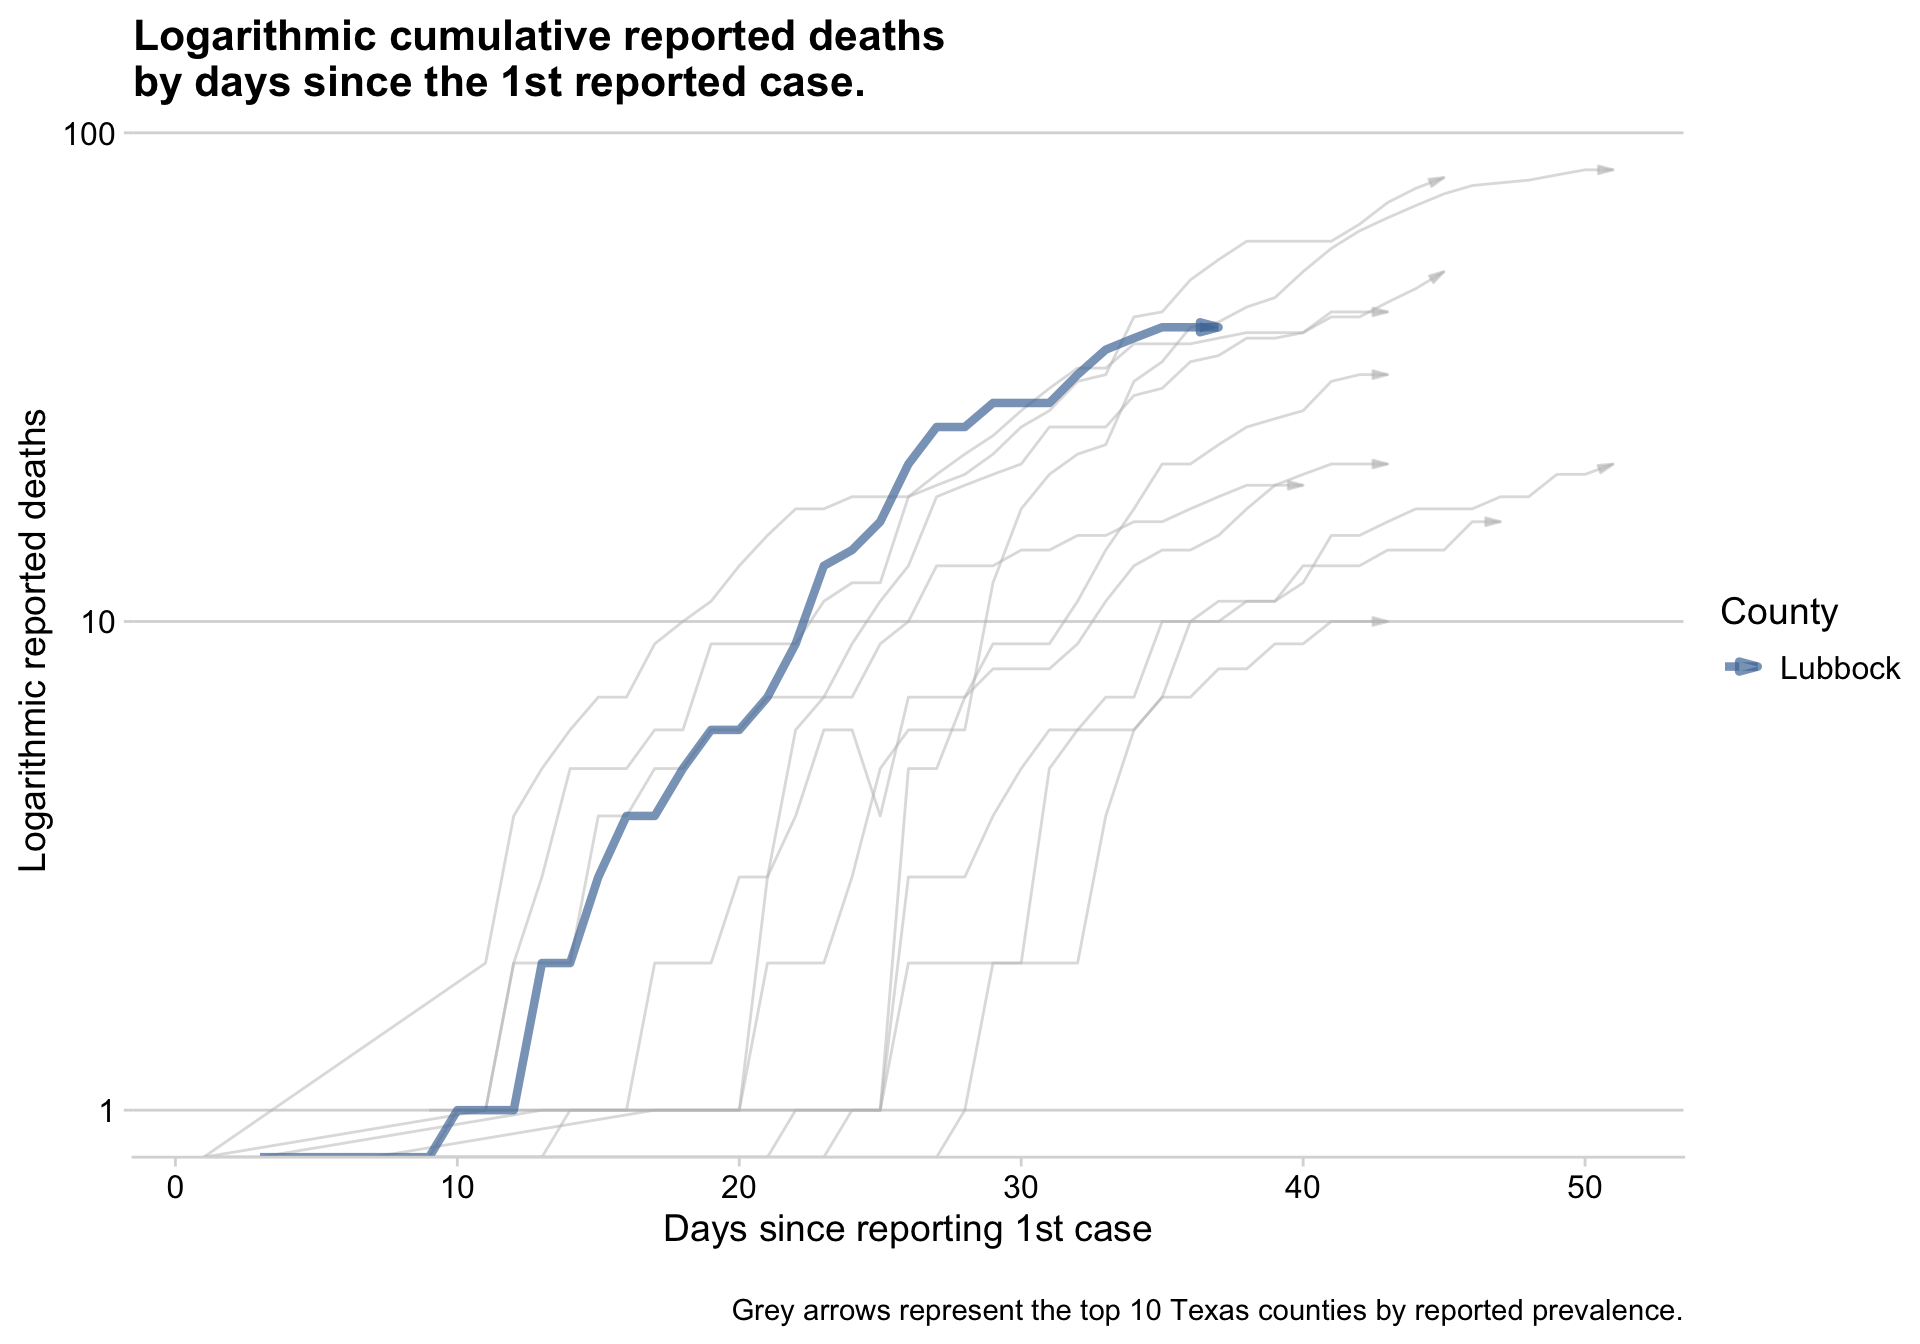 Logarithmic cumulative reported deaths
by days since the 1st reported case.
100
10
1
Logarithmic reported deaths
0 10 20 30 40 50
Days since reporting 1st case
County
Lubbock
Grey arrows represent the top 10 Texas counties by reported prevalence.